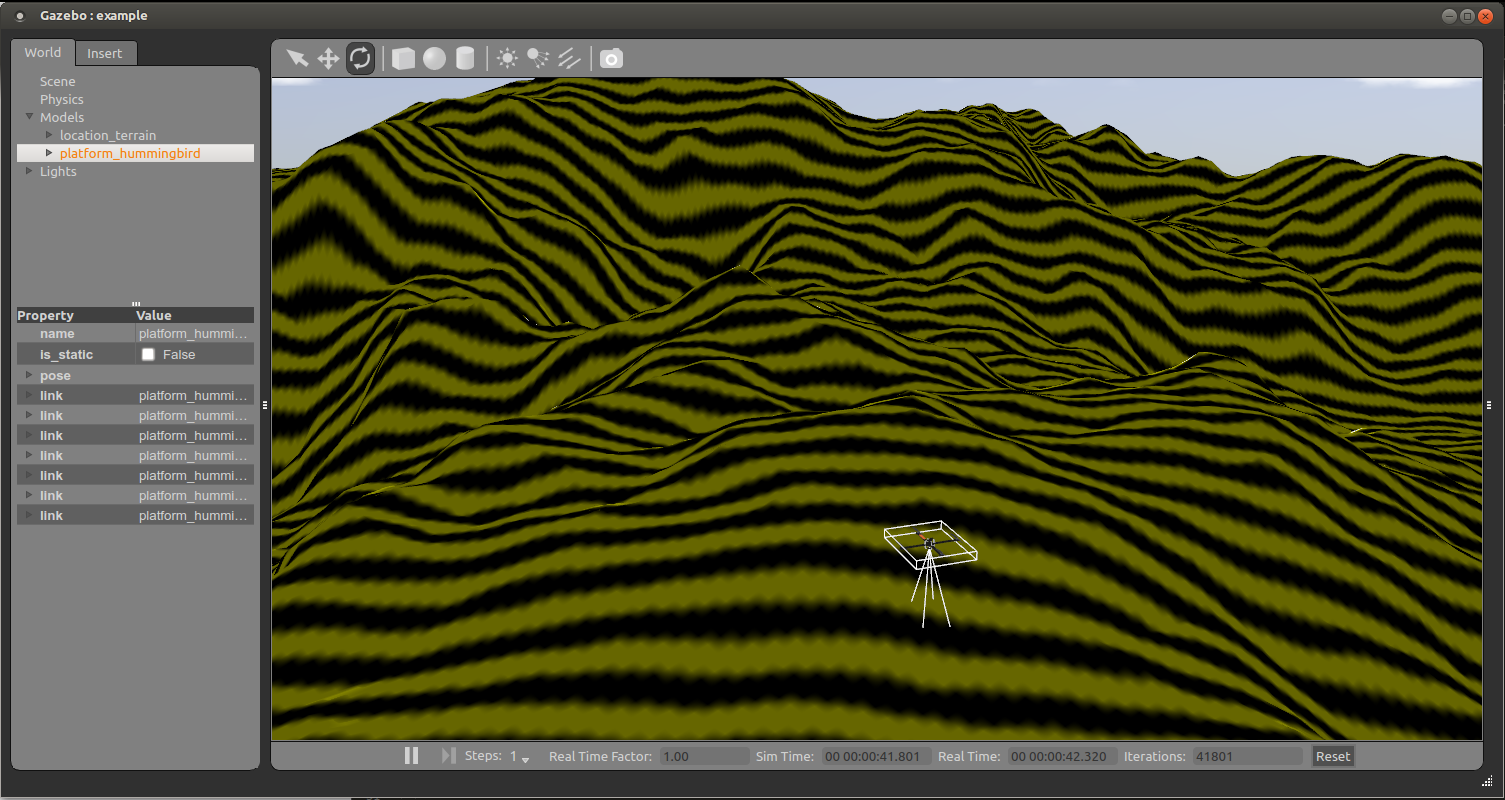 Gazebo : example
World Insert
Scene
Physics
Models
location_terrain
platform_hummingbird
Lights
Property Value
name platform_hummi...
is_static False
pose
link platform_hummi...
link platform_hummi...
link platform_hummi...
link platform_hummi...
link platform_hummi...
link platform_hummi...
link platform_hummi...
Steps: 1 Real Time Factor: 1.00 Sim Time: 00 00:00:41.801 Real Time: 00 00:00:42.320 Iterations: 41801 Reset